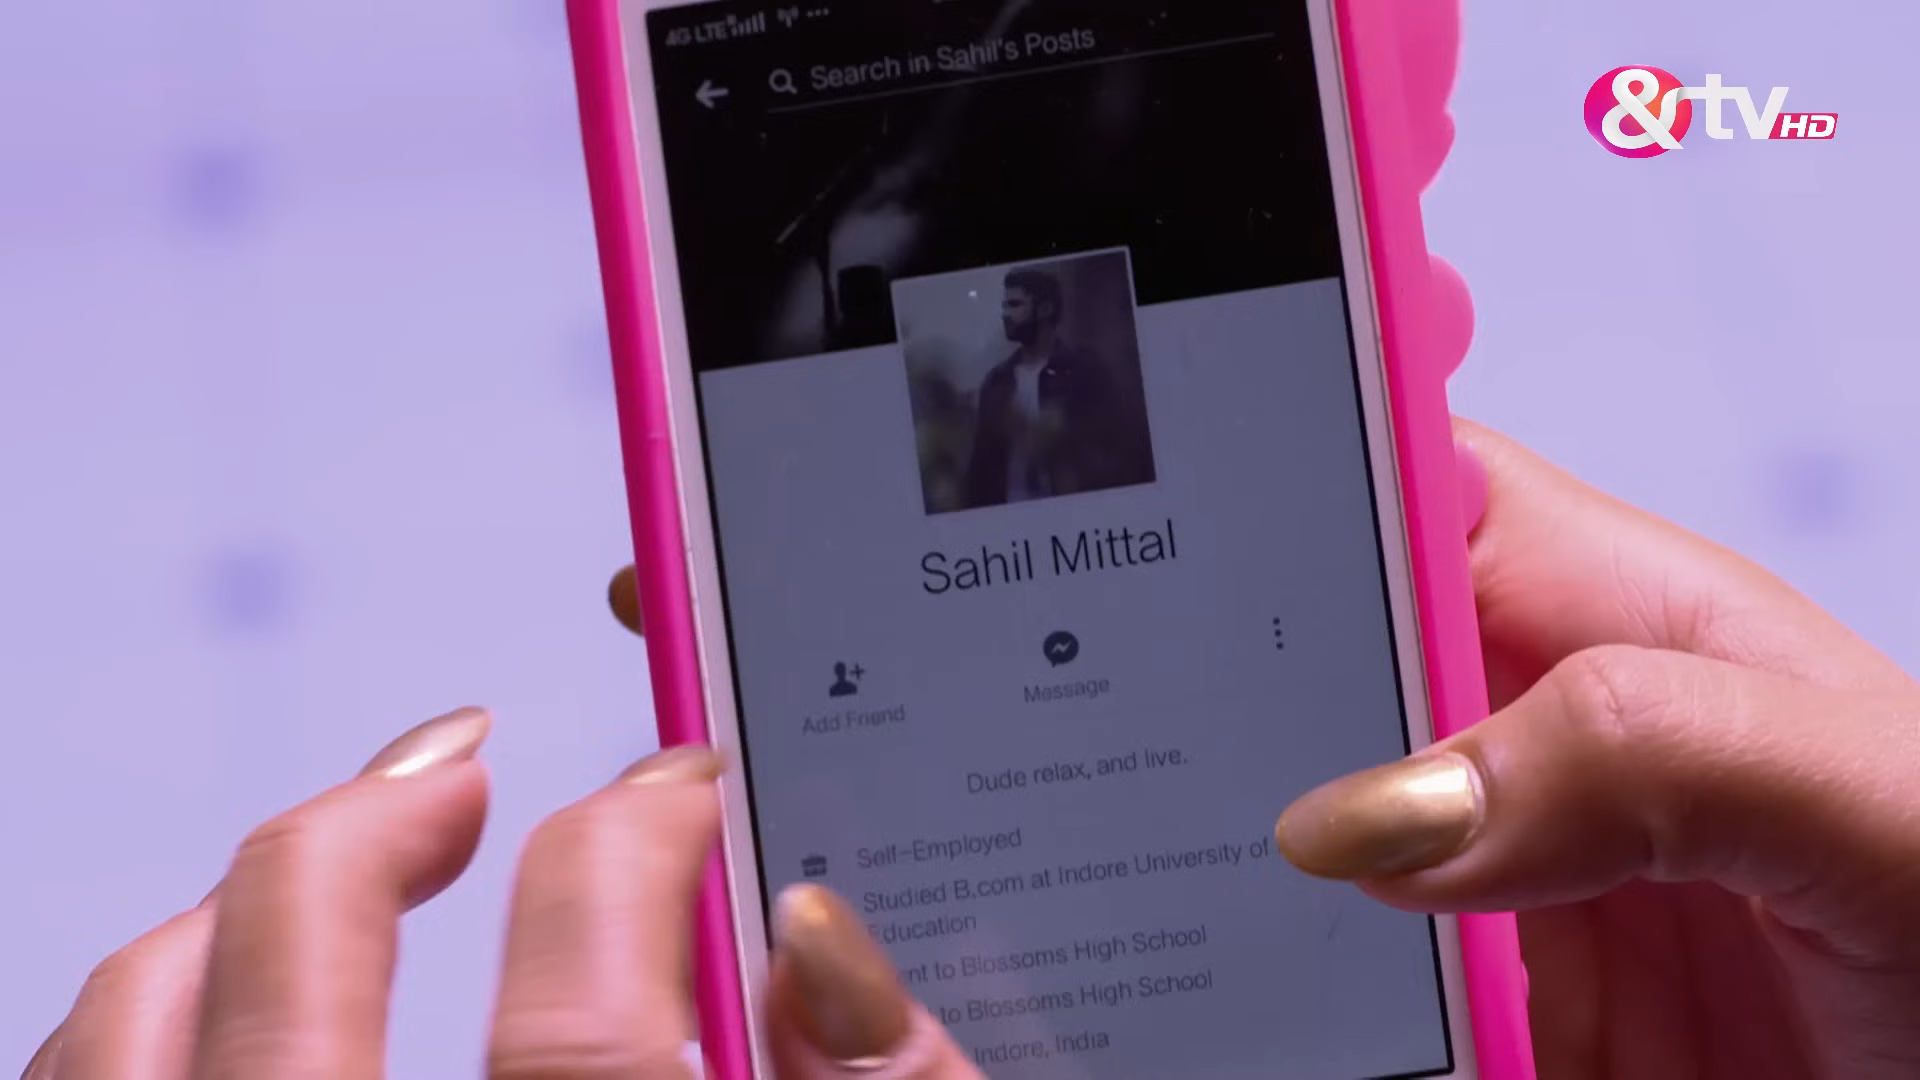 4G LTE
Search in Sahil's Posts
&tv HD
Sahil Mittal
Add Friend
Message
Dude relax, and live.
Self-Employed
Studied B.com at Indore University of
Education
to Blossoms High School
to Blossoms High School
Indore, India